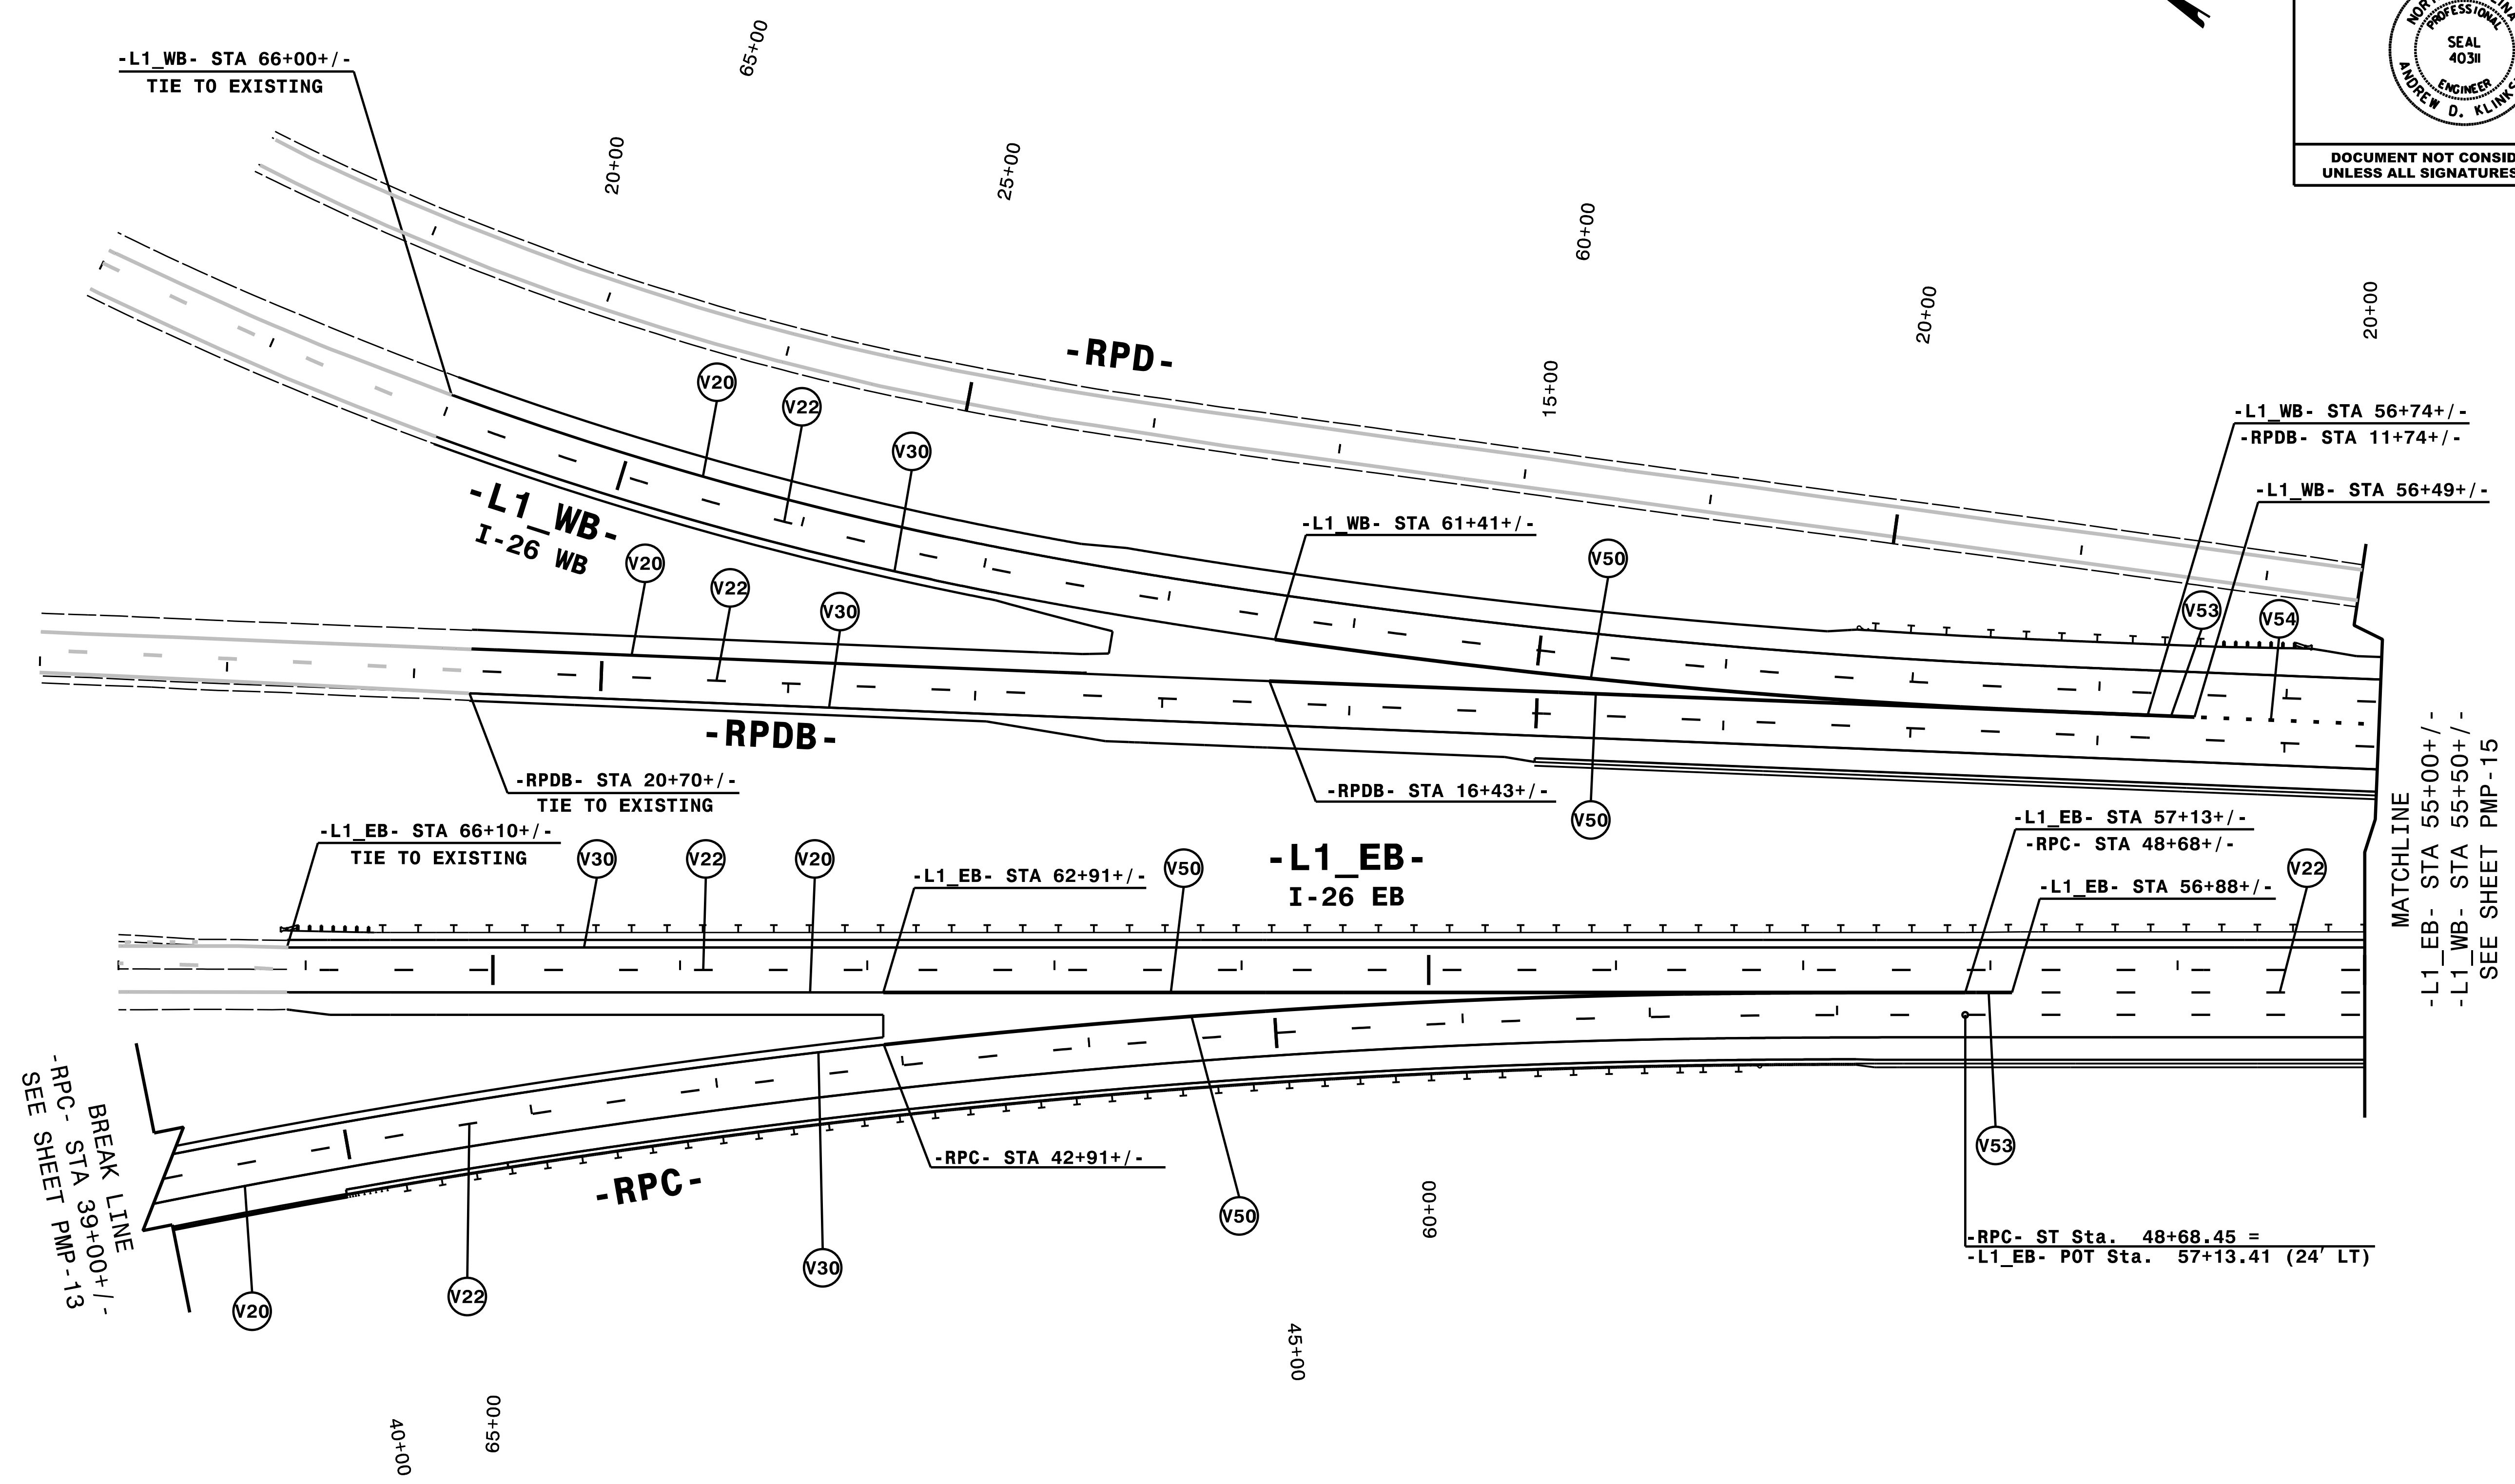 -L1_WB- STA 66+00+/-
TIE TO EXISTING
65+00
20+00
25+00
60+00
15+00
20+00
20+00
PROFESSIONAL
SEAL
40311
ENGINEER
ANDREW D.
DOCUMENT NOT
UNLESS ALL SIGNATURES
-RPD-
V20
V22
V30
-L1_WB-
I-26 WB
V20
V22
V30
-L1_WB- STA 61+41+/-
V50
-L1_WB- STA 56+74+/-
-RPDB- STA 11+74+/-
-L1_WB- STA 56+49+/-
V53
V54
-RPDB-
-RPDB- STA 20+70+/-
TIE TO EXISTING
-RPDB- STA 16+43+/-
V50
-L1_EB- STA 66+10+/-
TIE TO EXISTING
V30
V22
V20
-L1_EB- STA 62+91+/-
V50
-L1_EB-
I-26 EB
-L1_EB- STA 57+13+/-
-RPC- STA 48+68+/-
-L1_EB- STA 56+88+/-
V22
MATCHLINE
-L1_EB- STA 55+00+/-
-L1_WB- STA 55+50+/-
SEE SHEET PMP-15
BREAK LINE
-RPC- STA 39+00+/-
SEE SHEET PMP-13
-RPC-
-RPC- STA 42+91+/-
V20
V22
V30
V50
V53
-RPC- ST Sta. 48+68.45 =
-L1_EB- POT Sta. 57+13.41 (24' LT)
60+00
45+00
65+00
40+00